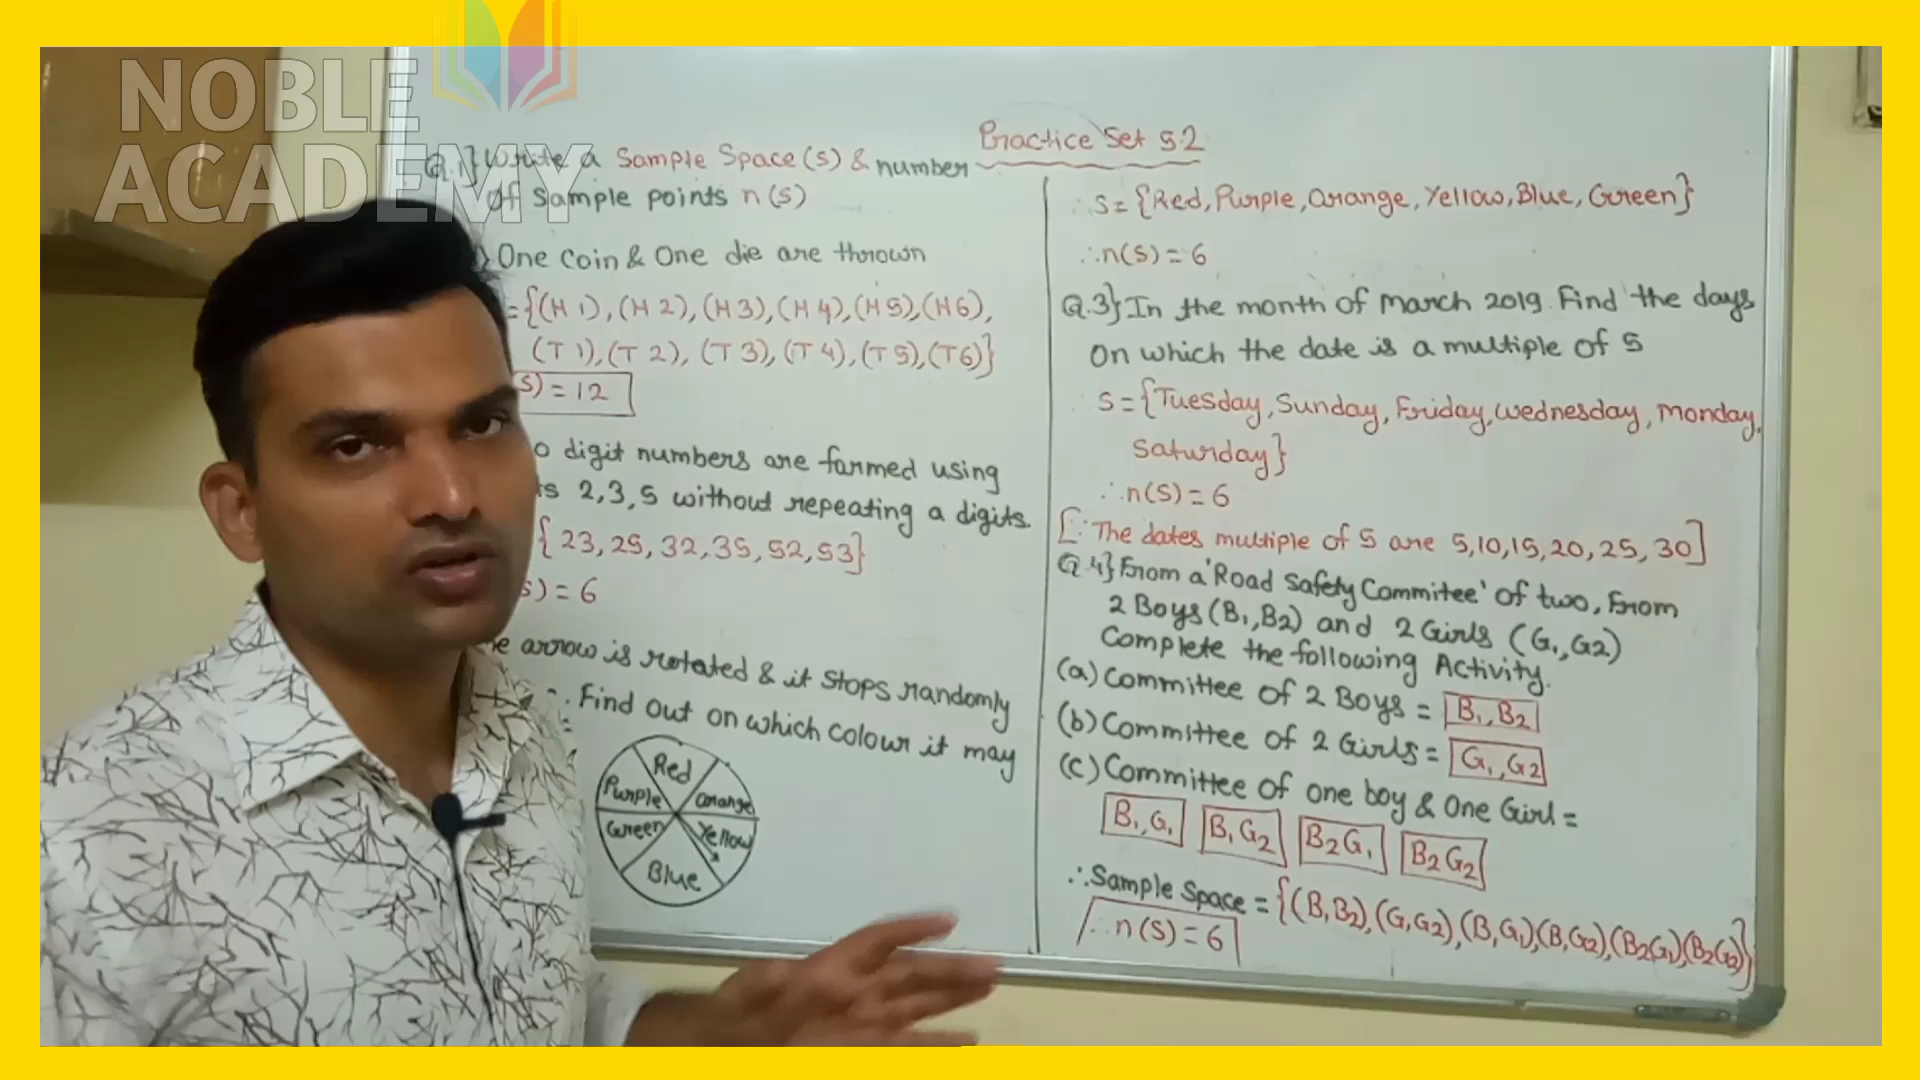 NOBLE
ACADEMY
Practice Set 5.2
Q.1} Write a Sample Space (S) & number
of Sample points n(S)
One Coin & One die are thrown
={(H 1), (H 2), (H 3), (H 4), (H 5), (H 6),
(T 1), (T 2), (T 3), (T 4), (T 5), (T 6)}
S) = 12
digit numbers are formed using
2,3,5 without repeating a digits.
{ 23, 25, 32, 35, 52, 53}
S) = 6
arrow is rotated & it stops randomly
∴ Find out on which colour it may
Red
Purple
Orange
Green
Yellow
Blue
∴ S = {Red, Purple, Orange, Yellow, Blue, Green}
∴ n(S) = 6
Q.3} In the month of March 2019. Find the days
on which the date is a multiple of 5
∴ S = {Tuesday, Sunday, Friday, Wednesday, Monday,
Saturday}
∴ n(S) = 6
[∵ The dates multiple of 5 are 5,10,15,20,25,30]
Q.4} From a 'Road Safety Commitee' of two, From
2 Boys (B1, B2) and 2 Girls (G1, G2)
Complete the following Activity.
(a) Committee of 2 Boys = B1, B2
(b) Committee of 2 Girls = G1, G2
(c) Committee of one boy & One Girl =
B1, G1 B1 G2 B2 G1 B2 G2
∴ Sample Space = {(B1 B2), (G1 G2), (B1 G1), (B1 G2), (B2 G1), (B2 G2)}
∴ n(S) = 6